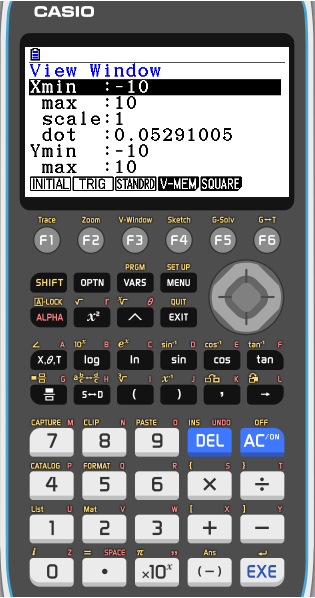 CASIO
View Window
Xmin :-10
max :10
scale:1
dot :0.05291005
Ymin :-10
max :10
INITIAL TRIG STANDRD V-MEM SQUARE
Trace Zoom V-Window Sketch G-Solv G↔T
F1 F2 F3 F4 F5 F6
PRGM SET UP
SHIFT OPTN VARS MENU
A-LOCK √ r ∛ θ QUIT
ALPHA x² ^ EXIT
∠ A 10ˣ B eˣ C sin⁻¹ D cos⁻¹ E tan⁻¹ F
X,θ,T log ln sin cos tan
G a b/c↔d/c H ∛ I x⁻¹ J K L
S↔D ( ) , →
CAPTURE M CLIP N PASTE O INS UNDO OFF
7 8 9 DEL AC/ON
CATALOG P FORMAT Q R { S } T
4 5 6 × ÷
List U Mat V W [ X ] Y
1 2 3 + −
i Z = SPACE π " Ans ↵
0 . ×10ˣ (−) EXE